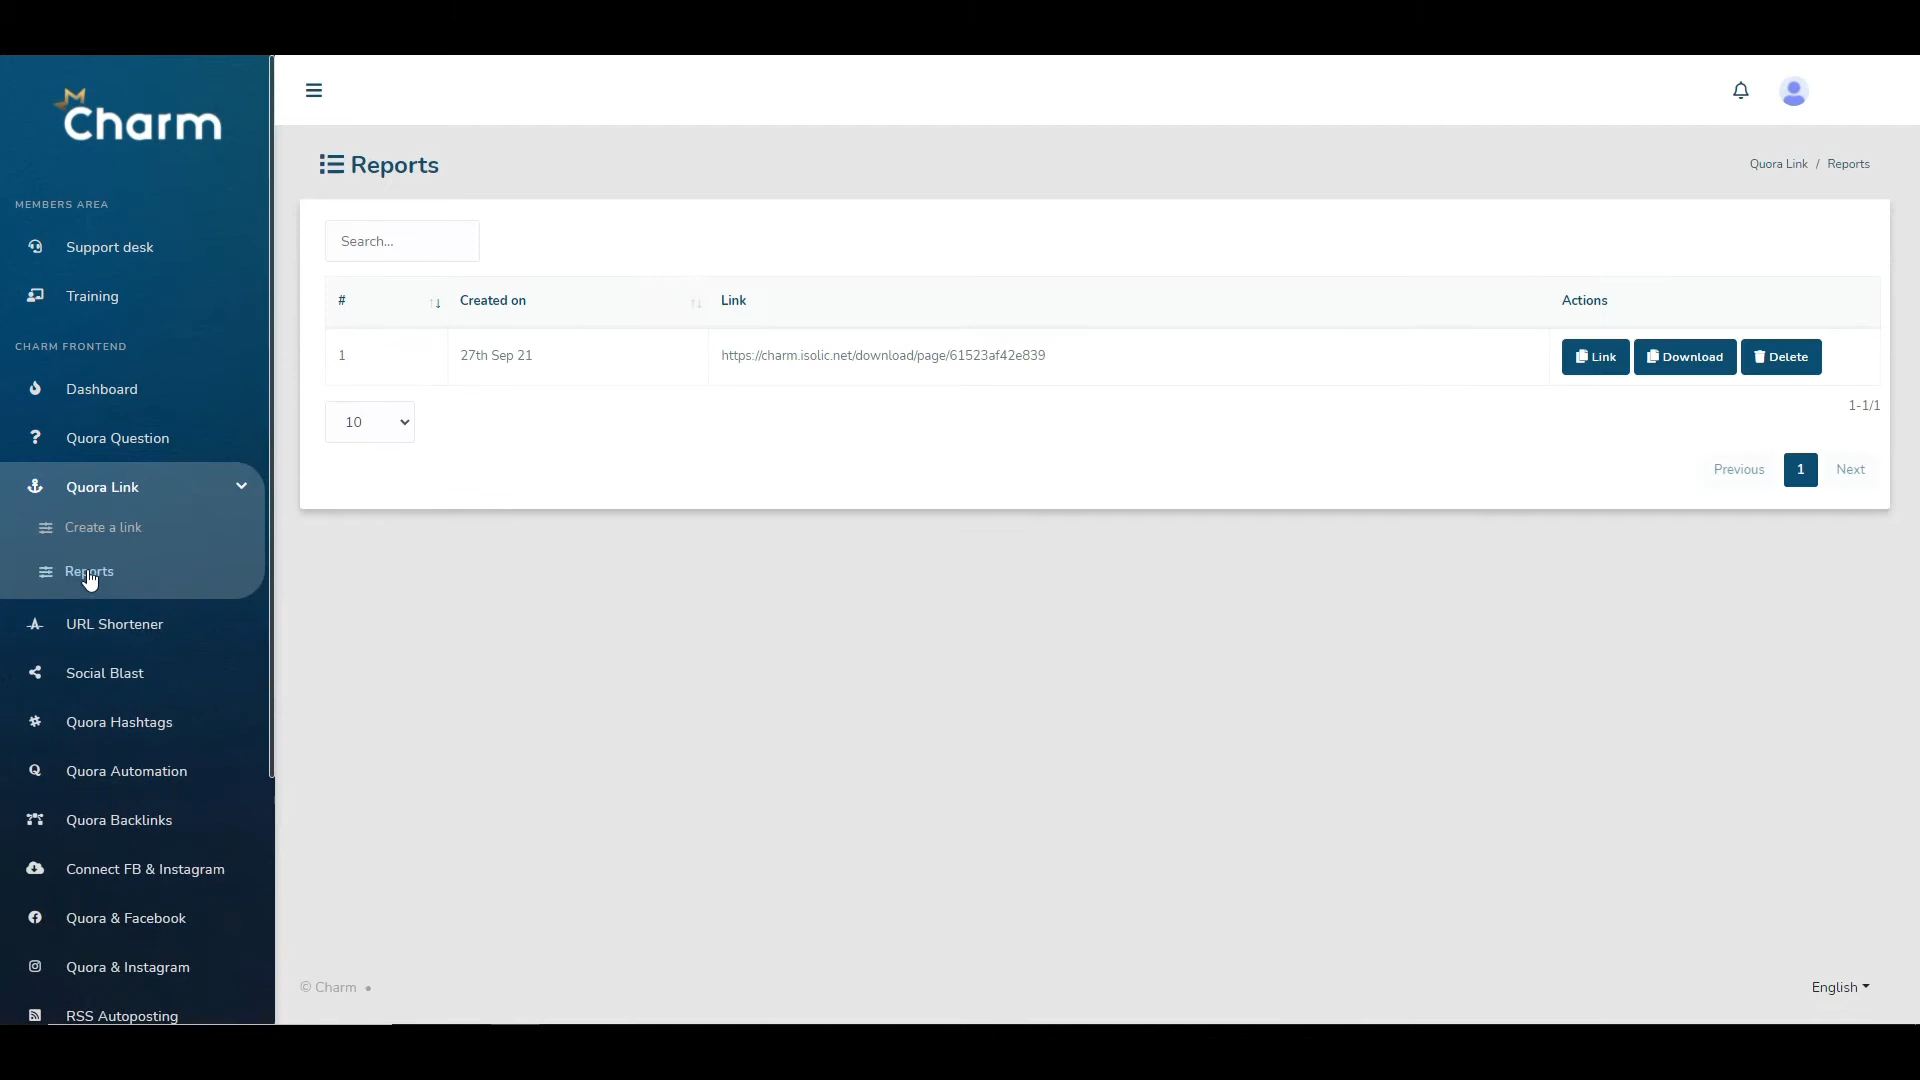 Charm
MEMBERS AREA
Support desk
Training
CHARM FRONTEND
Dashboard
Quora Question
Quora Link
Create a link
Reports
URL Shortener
Social Blast
Quora Hashtags
Quora Automation
Quora Backlinks
Connect FB & Instagram
Quora & Facebook
Quora & Instagram
RSS Autoposting
Reports
Quora Link / Reports
Search...
# Created on Link Actions
1 27th Sep 21 https://charm.isolic.net/download/page/61523af42e839 Link Download Delete
10
1-1/1
Previous 1 Next
© Charm •
English